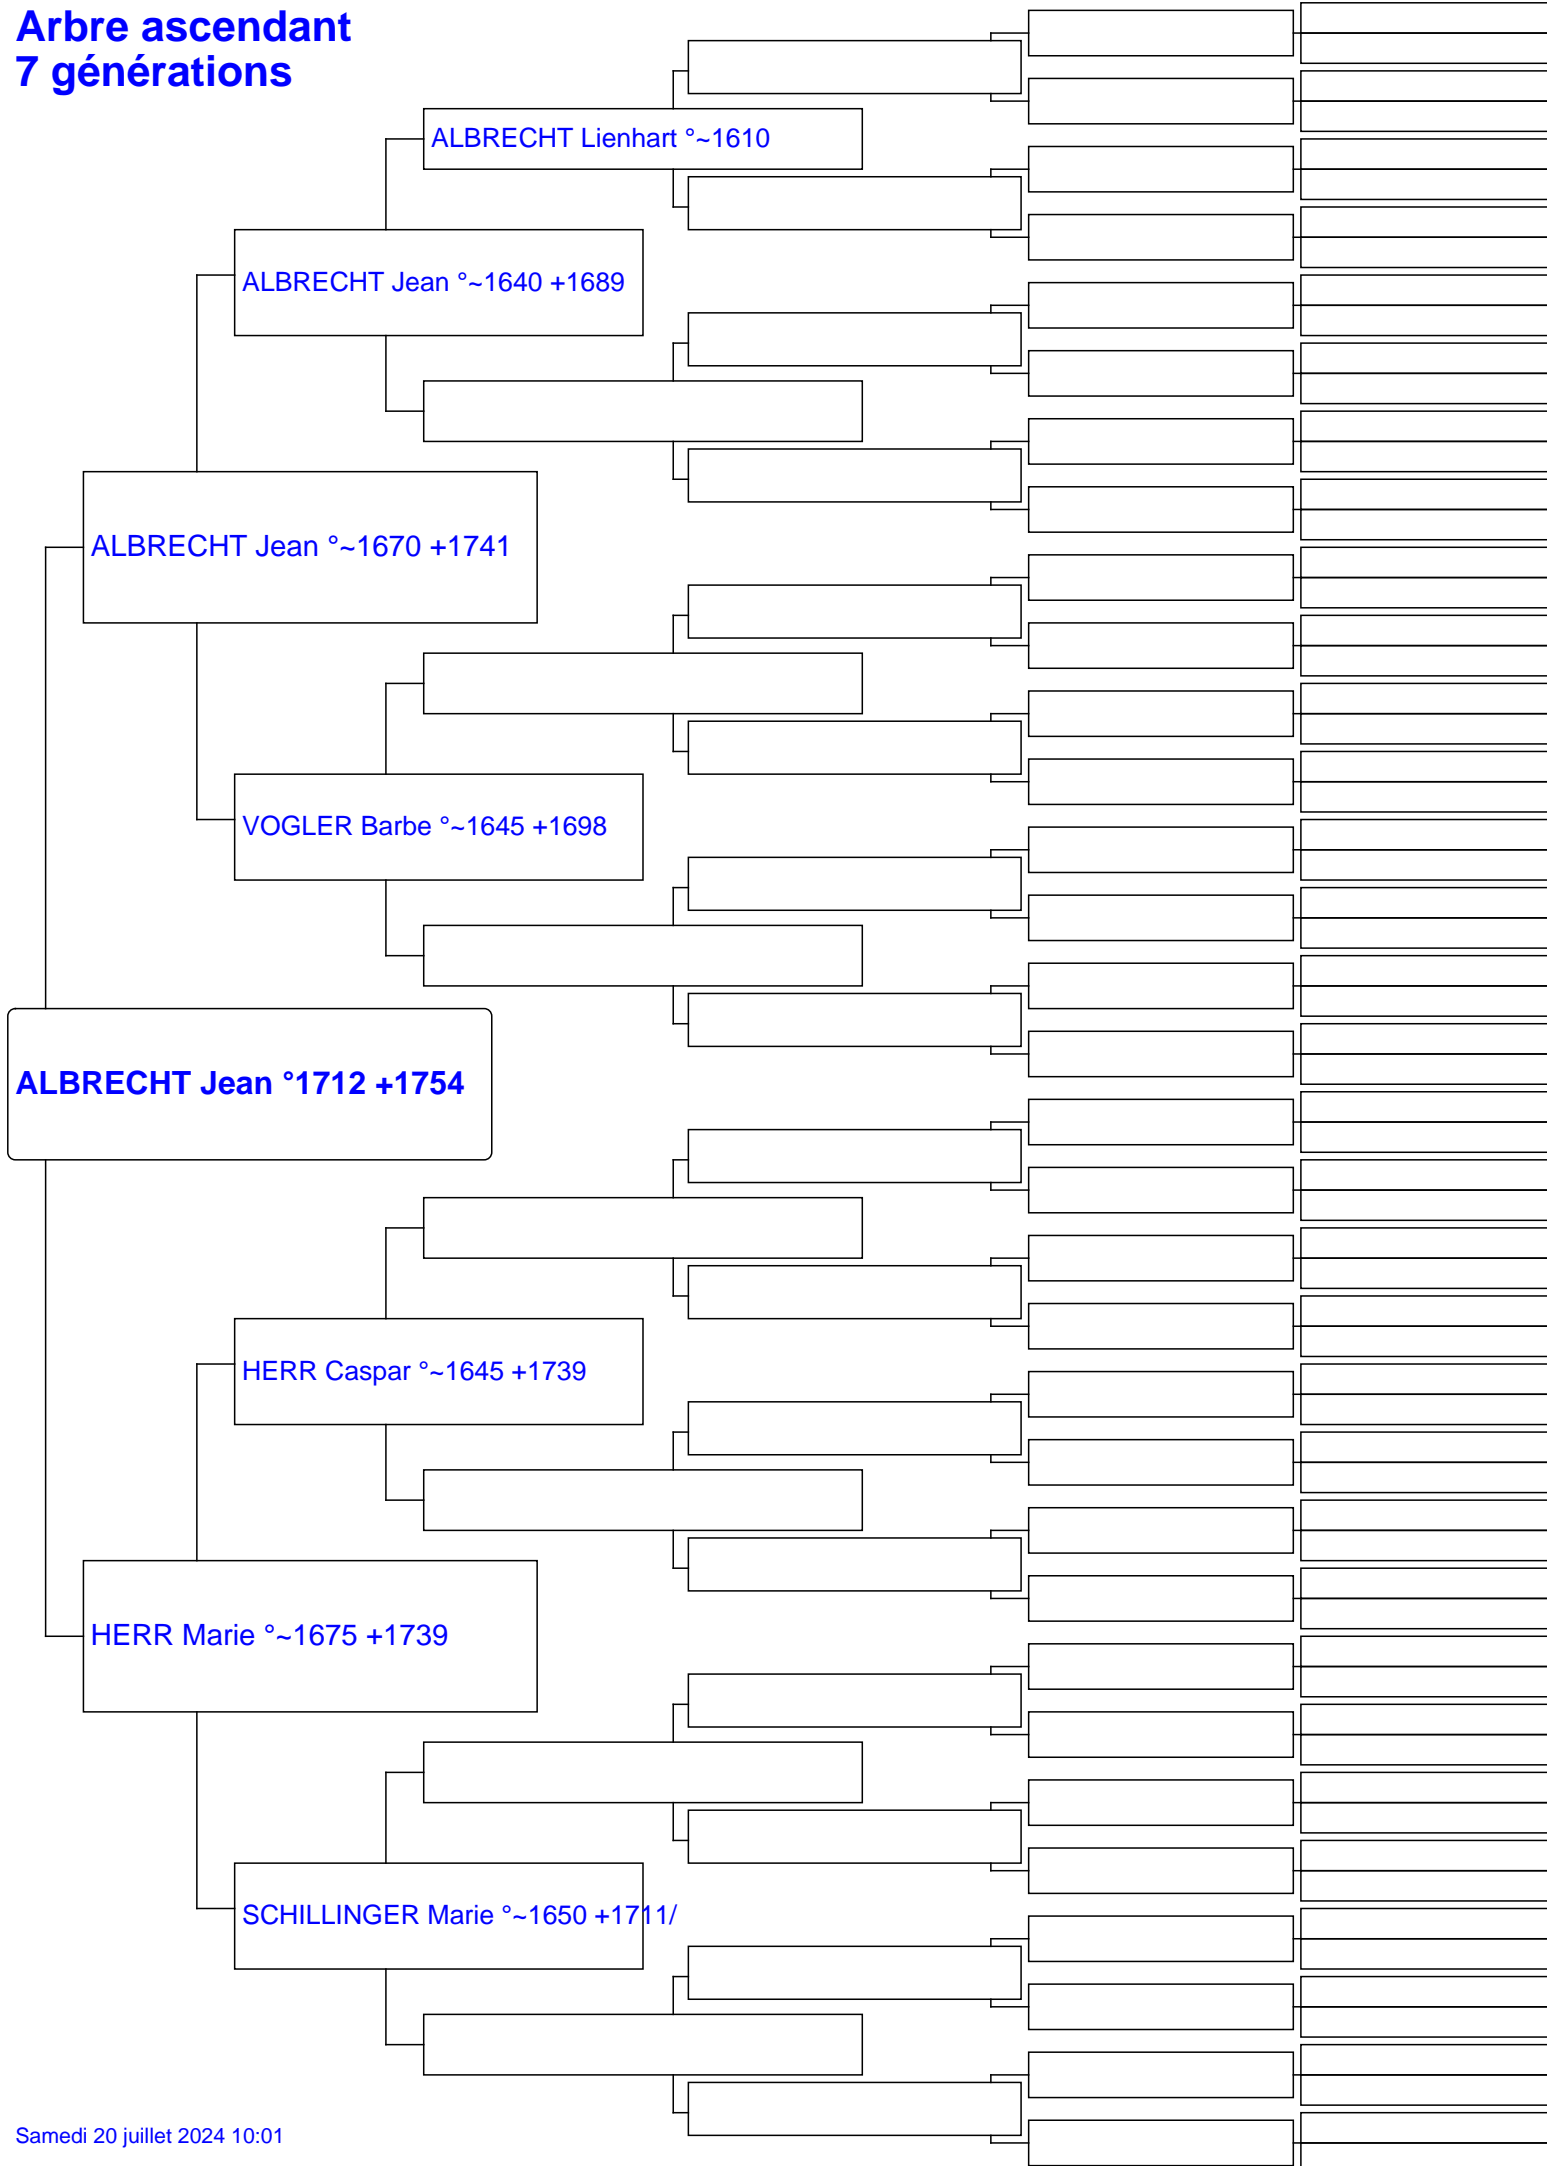 Arbre ascendant
7 générations
ALBRECHT Lienhart °~1610
ALBRECHT Jean °~1640 +1689
ALBRECHT Jean °~1670 +1741
VOGLER Barbe °~1645 +1698
ALBRECHT Jean °1712 +1754
HERR Caspar °~1645 +1739
HERR Marie °~1675 +1739
SCHILLINGER Marie °~1650 +1711/
Samedi 20 juillet 2024 10:01